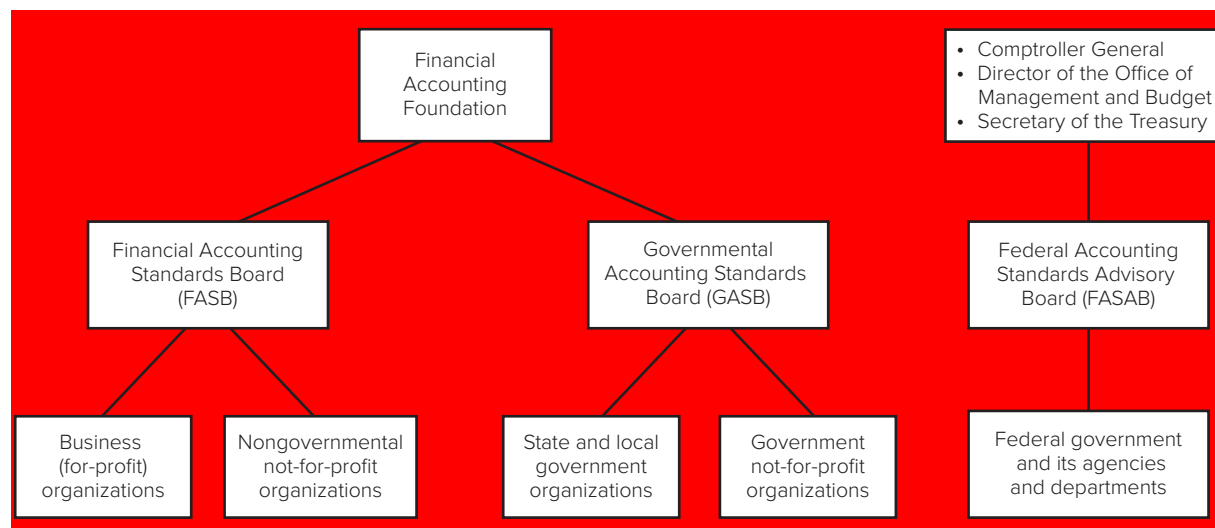 Financial
Accounting
Foundation
• Comptroller General
• Director of the Office of
Management and Budget
• Secretary of the Treasury
Financial Accounting
Standards Board
(FASB)
Governmental
Accounting Standards
Board (GASB)
Federal Accounting
Standards Advisory
Board (FASAB)
Business
(for-profit)
organizations
Nongovernmental
not-for-profit
organizations
State and local
government
organizations
Government
not-for-profit
organizations
Federal government
and its agencies
and departments